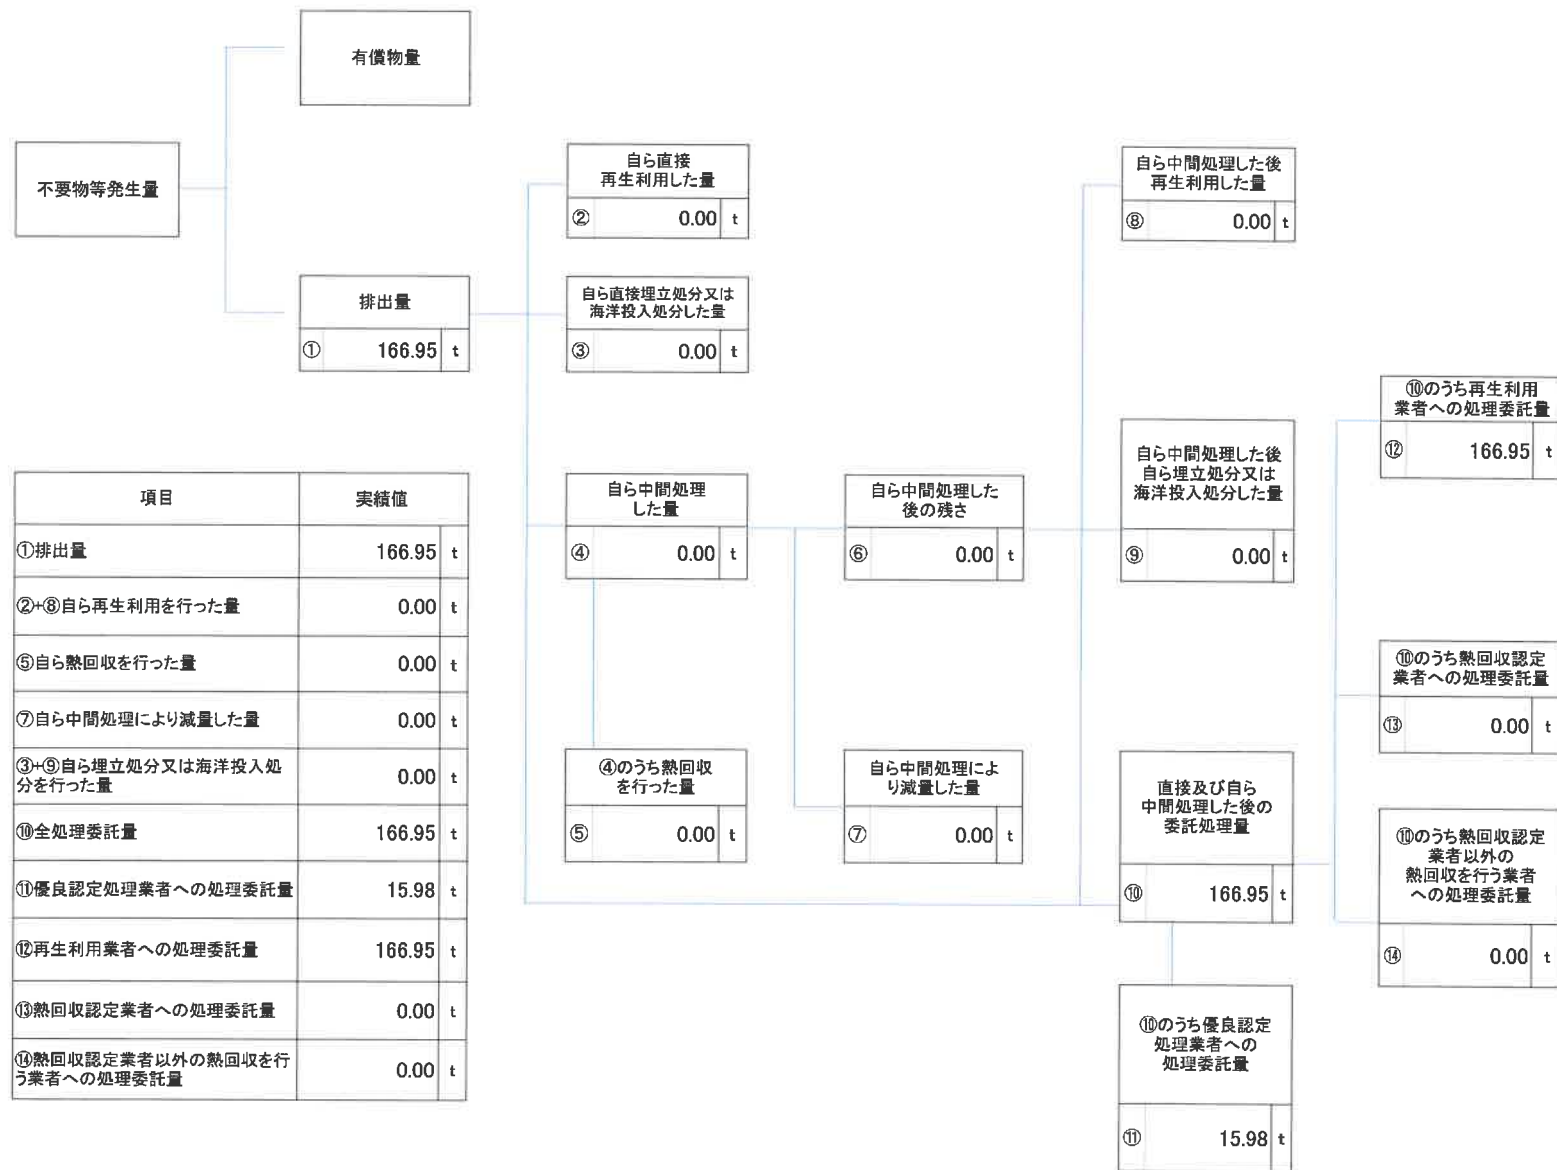 有償物量
不要物等発生量
排出量
① 166.95 t
自ら直接
再生利用した量
② 0.00 t
自ら直接埋立処分又は
海洋投入処分した量
③ 0.00 t
自ら中間処理
した量
④ 0.00 t
④のうち熱回収
を行った量
⑤ 0.00 t
自ら中間処理した
後の残さ
⑥ 0.00 t
自ら中間処理によ
り減量した量
⑦ 0.00 t
自ら中間処理した後
再生利用した量
⑧ 0.00 t
自ら中間処理した後
自ら埋立処分又は
海洋投入処分した量
⑨ 0.00 t
直接及び自ら
中間処理した後の
委託処理量
⑩ 166.95 t
⑩のうち優良認定
処理業者への
処理委託量
⑪ 15.98 t
⑩のうち再生利用
業者への処理委託量
⑫ 166.95 t
⑩のうち熱回収認定
業者への処理委託量
⑬ 0.00 t
⑩のうち熱回収認定
業者以外の
熱回収を行う業者
への処理委託量
⑭ 0.00 t
項目 実績値
①排出量 166.95 t
②+⑧自ら再生利用を行った量 0.00 t
⑤自ら熱回収を行った量 0.00 t
⑦自ら中間処理により減量した量 0.00 t
③+⑨自ら埋立処分又は海洋投入処
分を行った量 0.00 t
⑩全処理委託量 166.95 t
⑪優良認定処理業者への処理委託量 15.98 t
⑫再生利用業者への処理委託量 166.95 t
⑬熱回収認定業者への処理委託量 0.00 t
⑭熱回収認定業者以外の熱回収を行
う業者への処理委託量 0.00 t